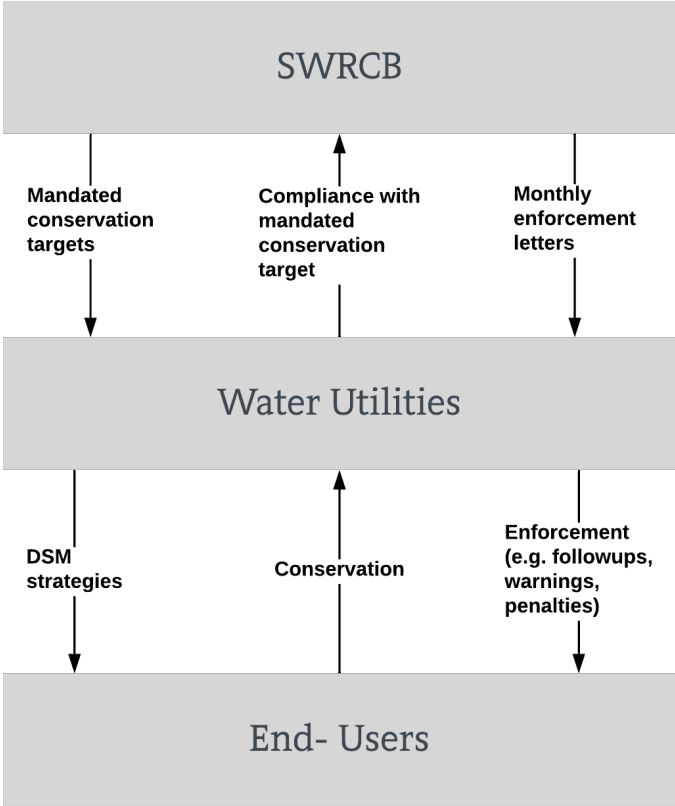 SWRCB
Mandated
conservation
targets
Compliance with
mandated
conservation
target
Monthly
enforcement
letters
Water Utilities
DSM
strategies
Conservation
Enforcement
(e.g. followups,
warnings,
penalties)
End- Users